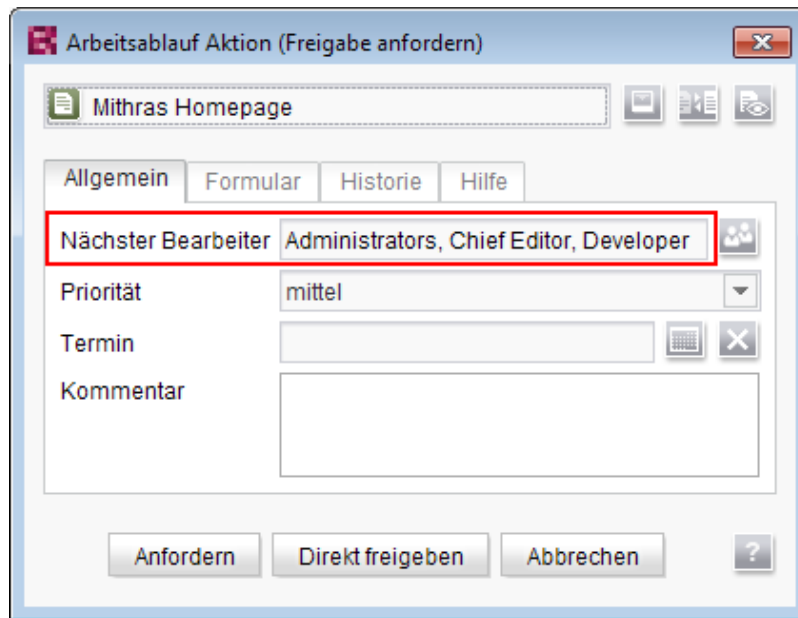 Arbeitsablauf Aktion (Freigabe anfordern)
Mithras Homepage
Allgemein Formular Historie Hilfe
Nächster Bearbeiter Administrators, Chief Editor, Developer
Priorität mittel
Termin
Kommentar
Anfordern Direkt freigeben Abbrechen ?